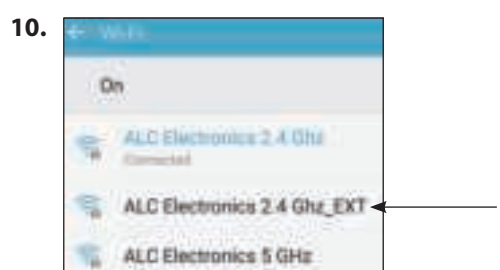 10.
Wi-Fi
On
ALC Electronics 2.4 Ghz
Connected
ALC Electronics 2.4 Ghz_EXT
ALC Electronics 5 GHz